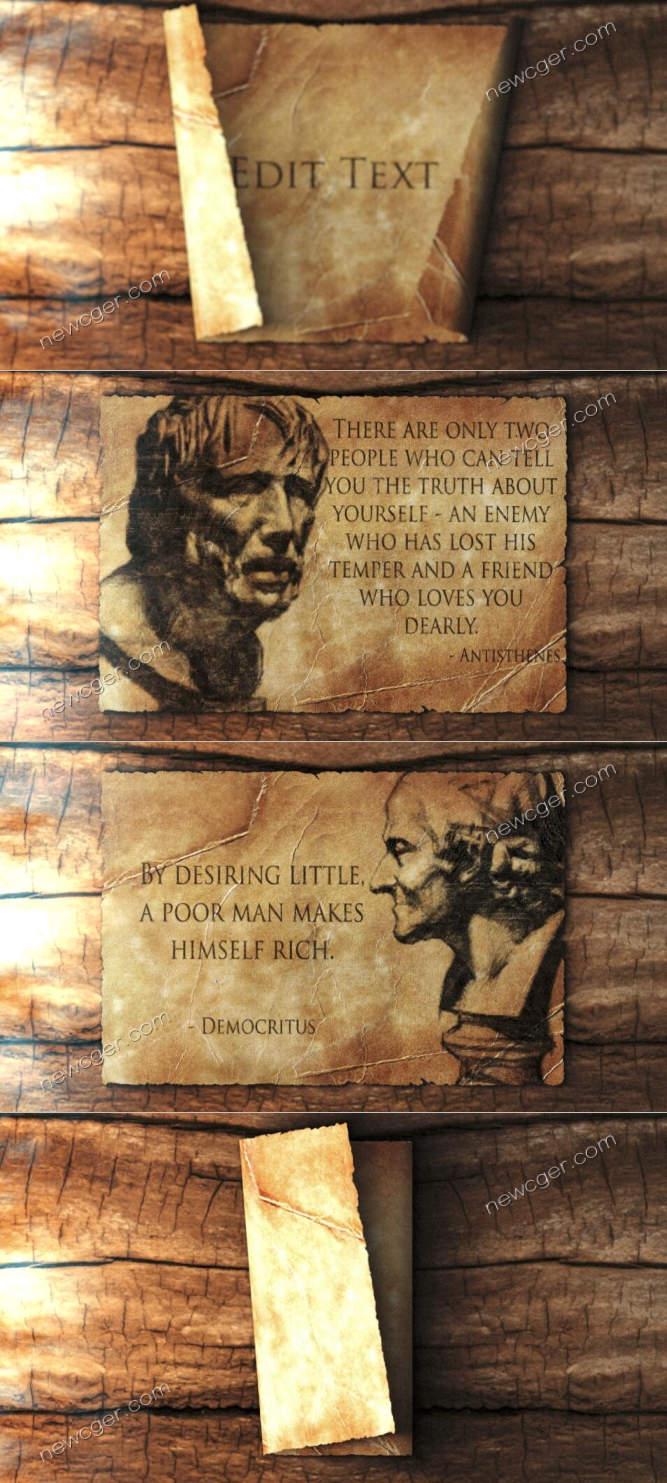 newcger.com
EDIT TEXT
newcger.com
newcger.com
THERE ARE ONLY TWO
PEOPLE WHO CAN TELL
YOU THE TRUTH ABOUT
YOURSELF - AN ENEMY
WHO HAS LOST HIS
TEMPER AND A FRIEND
WHO LOVES YOU
DEARLY.
- ANTISTHENES
newcger.com
newcger.com
BY DESIRING LITTLE,
A POOR MAN MAKES
HIMSELF RICH.
- DEMOCRITUS
newcger.com
newcger.com
newcger.com